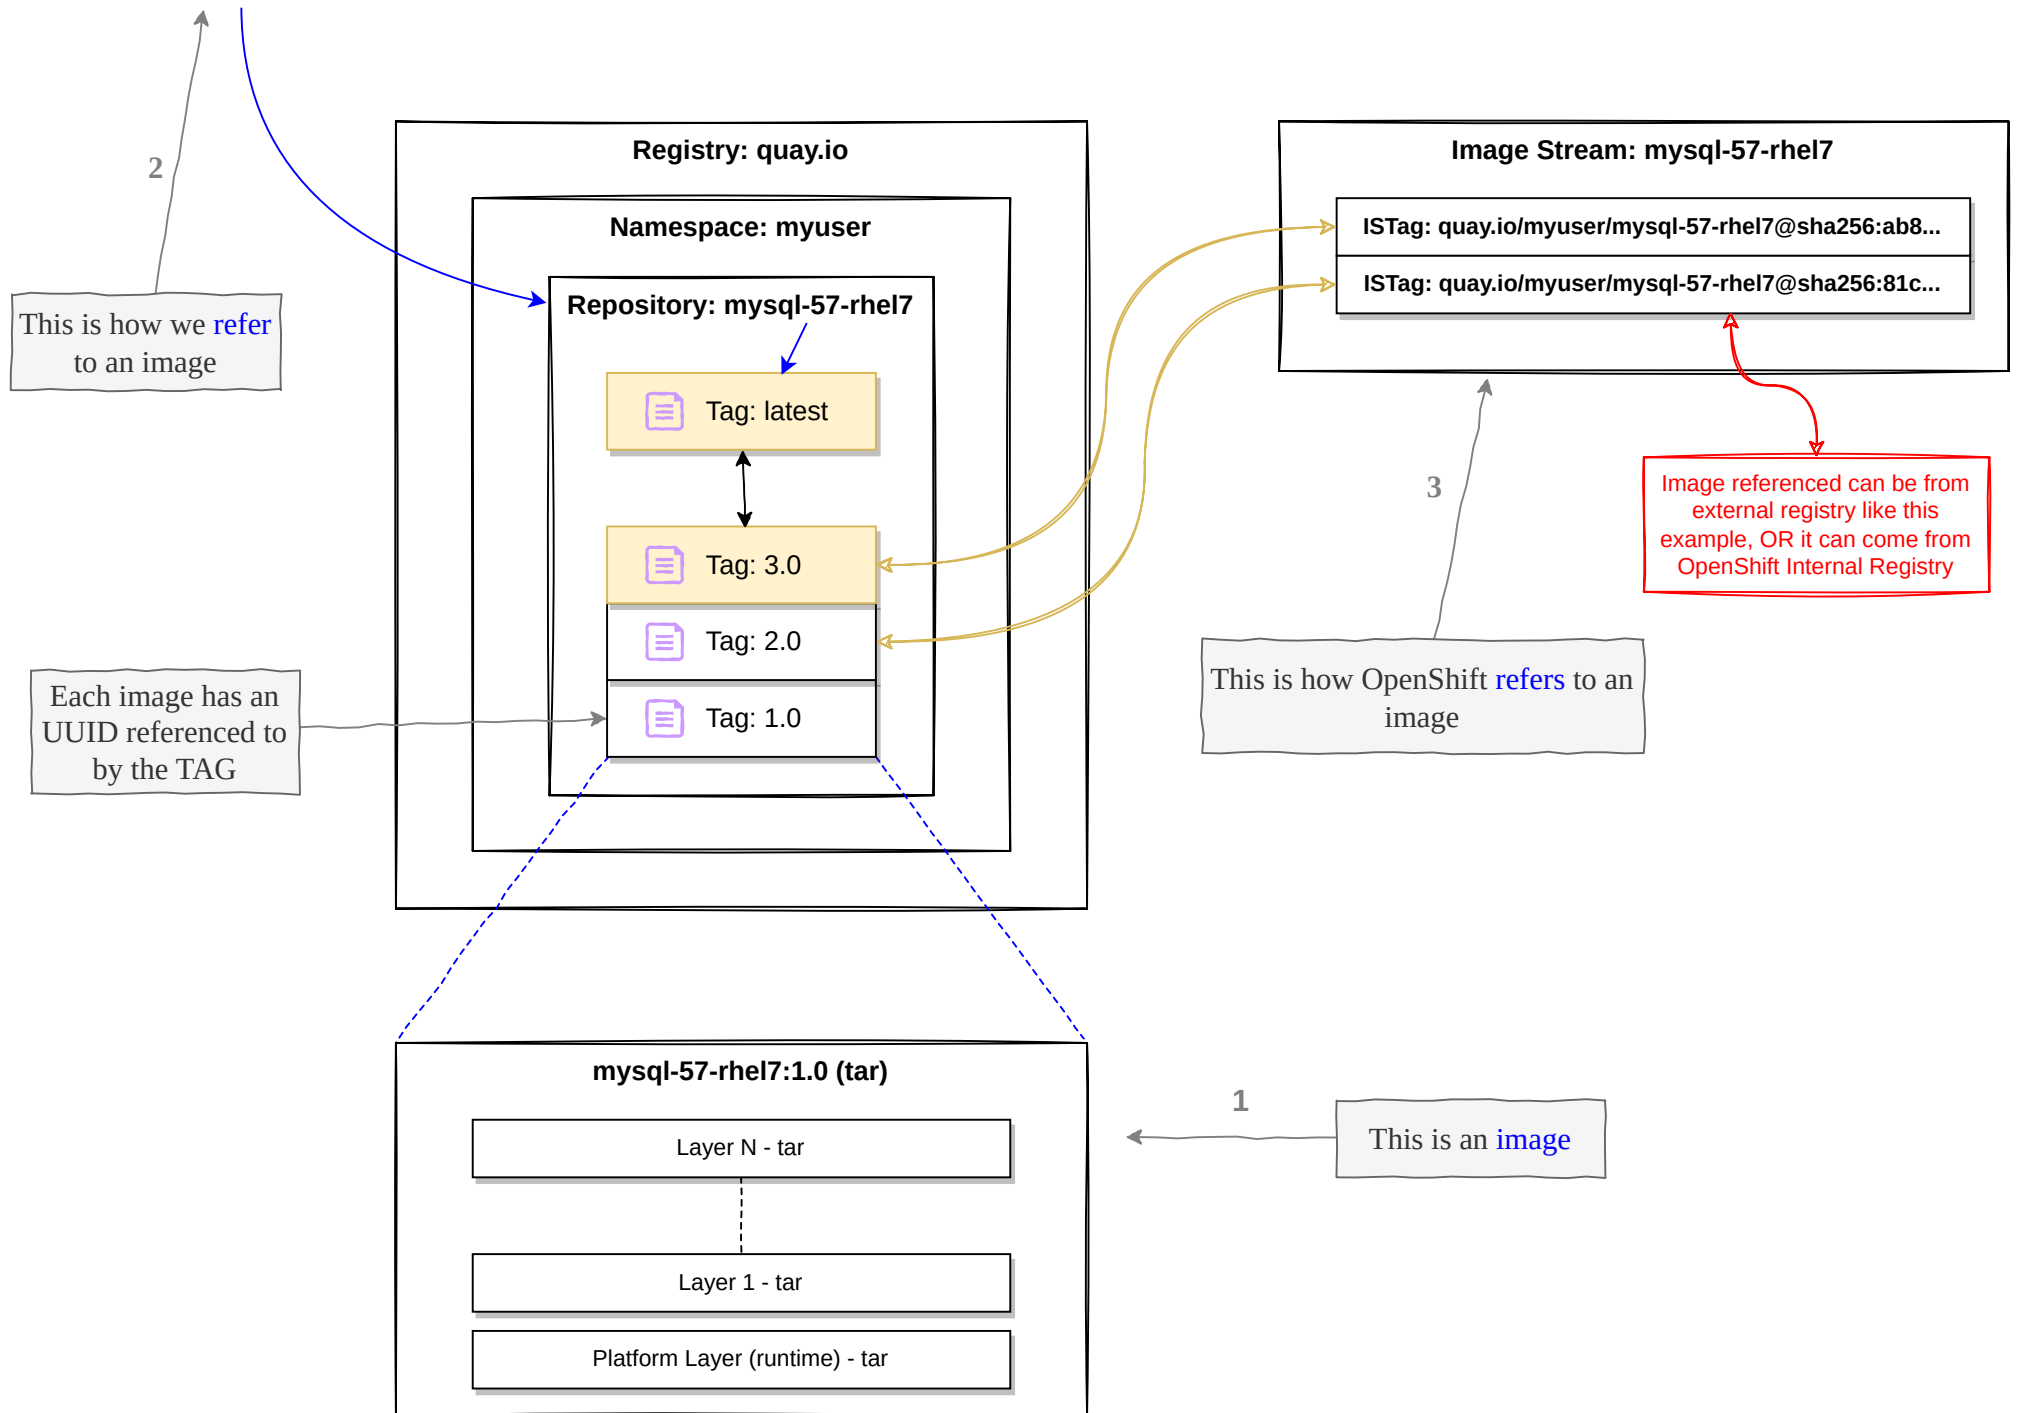 2
Registry: quay.io
Image Stream: mysql-57-rhel7
Namespace: myuser
ISTag: quay.io/myuser/mysql-57-rhel7@sha256:ab8...
ISTag: quay.io/myuser/mysql-57-rhel7@sha256:81c...
Repository: mysql-57-rhel7
This is how we refer
to an image
Tag: latest
3
Image referenced can be from
external registry like this
example, OR it can come from
OpenShift Internal Registry
Tag: 3.0
Tag: 2.0
Tag: 1.0
Each image has an
UUID referenced to
by the TAG
This is how OpenShift refers to an
image
mysql-57-rhel7:1.0 (tar)
1
This is an image
Layer N - tar
Layer 1 - tar
Platform Layer (runtime) - tar